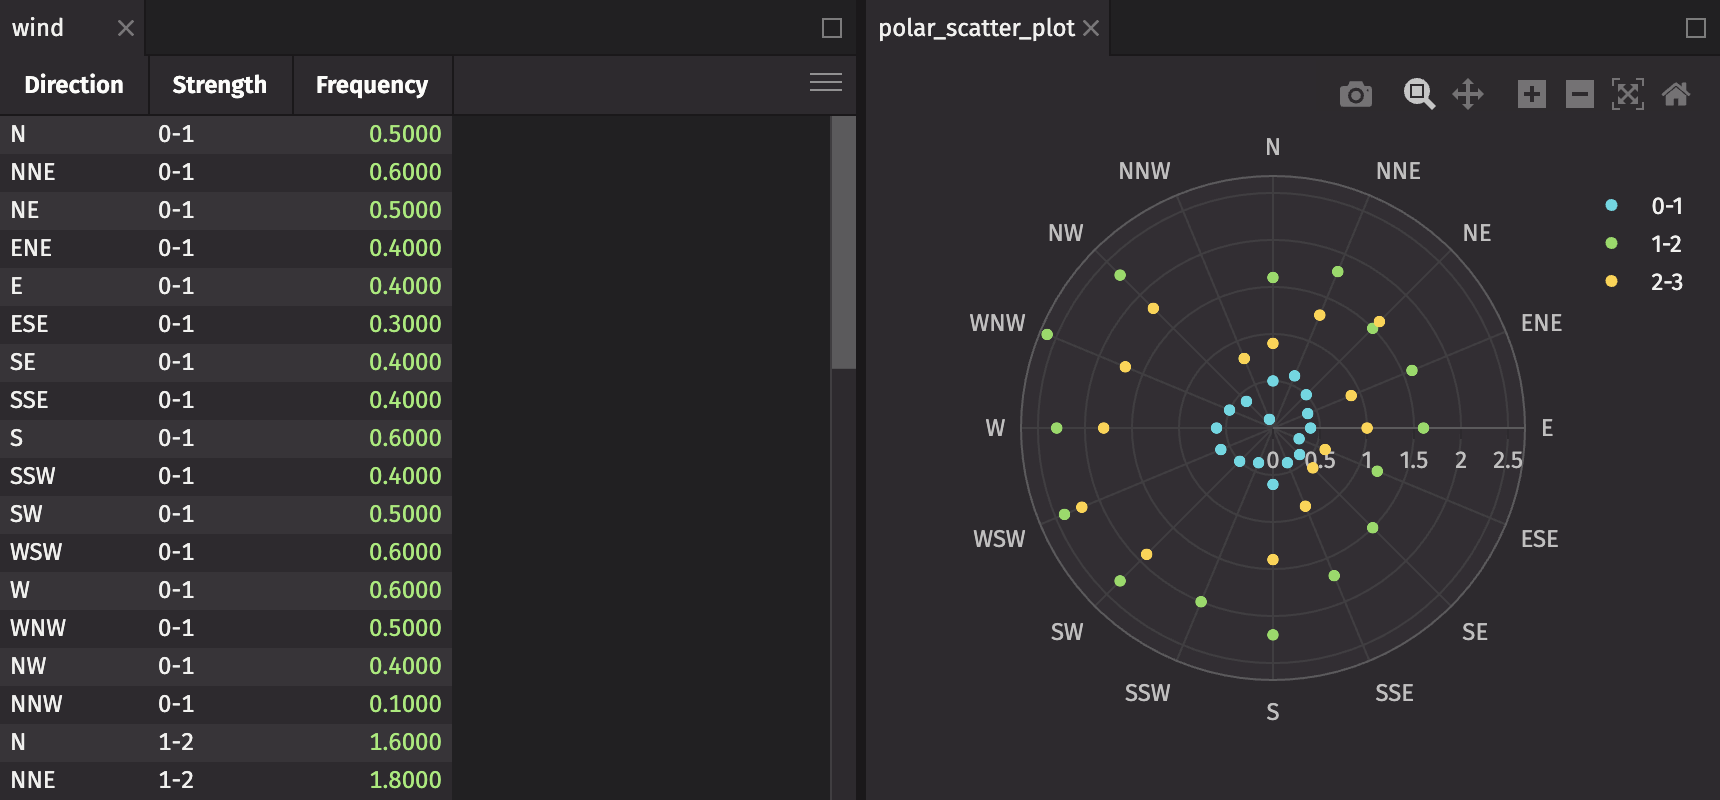 wind
Direction Strength Frequency
N 0-1 0.5000
NNE 0-1 0.6000
NE 0-1 0.5000
ENE 0-1 0.4000
E 0-1 0.4000
ESE 0-1 0.3000
SE 0-1 0.4000
SSE 0-1 0.4000
S 0-1 0.6000
SSW 0-1 0.4000
SW 0-1 0.5000
WSW 0-1 0.6000
W 0-1 0.6000
WNW 0-1 0.5000
NW 0-1 0.4000
NNW 0-1 0.1000
N 1-2 1.6000
NNE 1-2 1.8000
polar_scatter_plot
N
NNW NNE
NW NE
WNW ENE
W E
0 0.5 1 1.5 2 2.5
WSW ESE
SW SE
SSW SSE
S
0-1
1-2
2-3